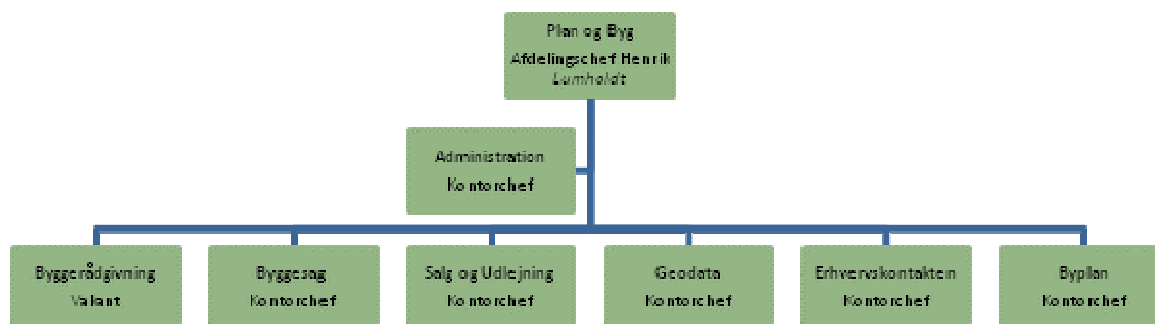 Plan og Byg
Afdelingschef Henrik
Lumholdt
Administration
Kontorchef
Byggerådgivning
Vakant
Byggesag
Kontorchef
Salg og Udlejning
Kontorchef
Geodata
Kontorchef
Erhvervskontakten
Kontorchef
Byplan
Kontorchef